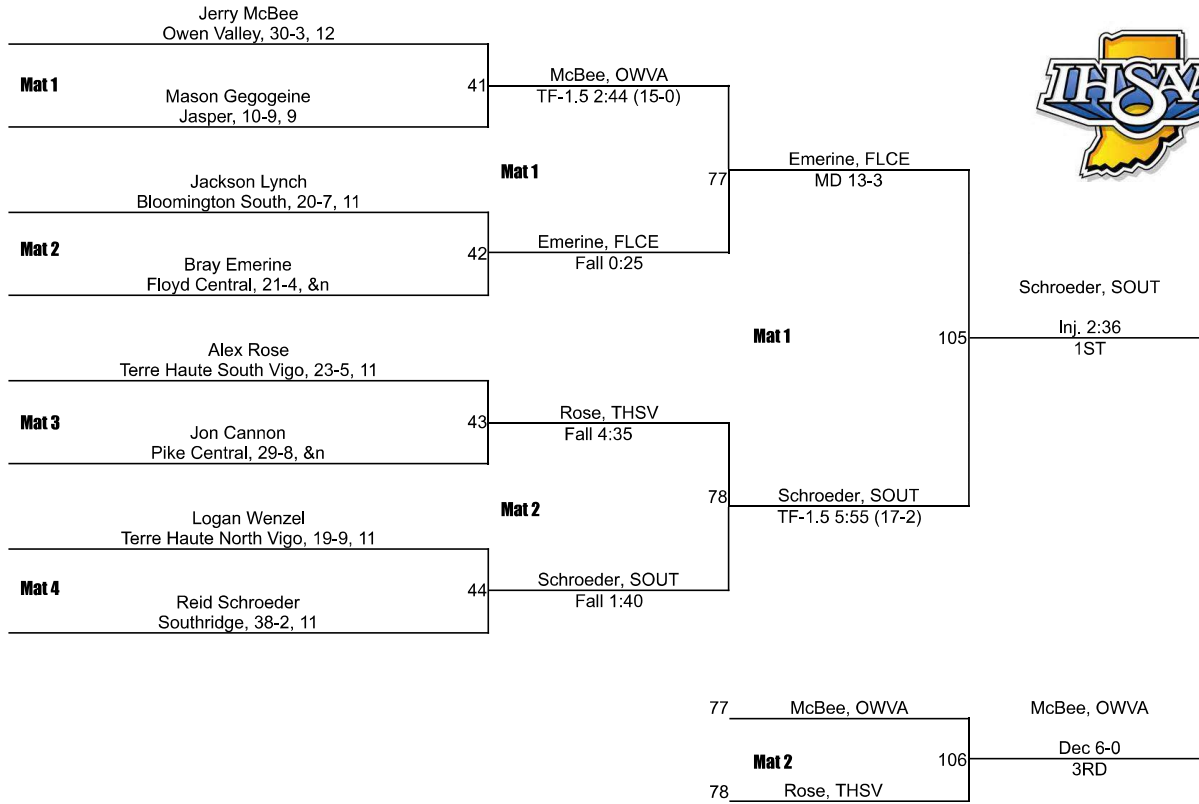 Jerry McBee
Owen Valley, 30-3, 12
Mat 1
Mason Gegogeine
Jasper, 10-9, 9
41
McBee, OWVA
TF-1.5 2:44 (15-0)
Jackson Lynch
Bloomington South, 20-7, 11
Mat 2
Bray Emerine
Floyd Central, 21-4, &n
42
Emerine, FLCE
Fall 0:25
Mat 1
77
Emerine, FLCE
MD 13-3
Alex Rose
Terre Haute South Vigo, 23-5, 11
Mat 3
Jon Cannon
Pike Central, 29-8, &n
43
Rose, THSV
Fall 4:35
Logan Wenzel
Terre Haute North Vigo, 19-9, 11
Mat 4
Reid Schroeder
Southridge, 38-2, 11
44
Schroeder, SOUT
Fall 1:40
Mat 2
78
Schroeder, SOUT
TF-1.5 5:55 (17-2)
Mat 1
105
Schroeder, SOUT
Inj. 2:36
1ST
IHSAA
77
McBee, OWVA
Mat 2
78
Rose, THSV
106
McBee, OWVA
Dec 6-0
3RD